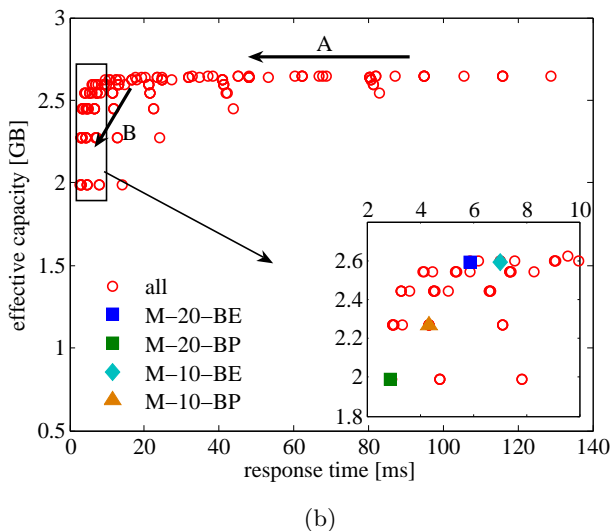 3
2.5
2
1.5
1
0.5
effective capacity [GB]
A
B
2 4 6 8 10
2.6
2.4
2.2
2
1.8
all
M–20–BE
M–20–BP
M–10–BE
M–10–BP
0 20 40 60 80 100 120 140
response time [ms]
(b)